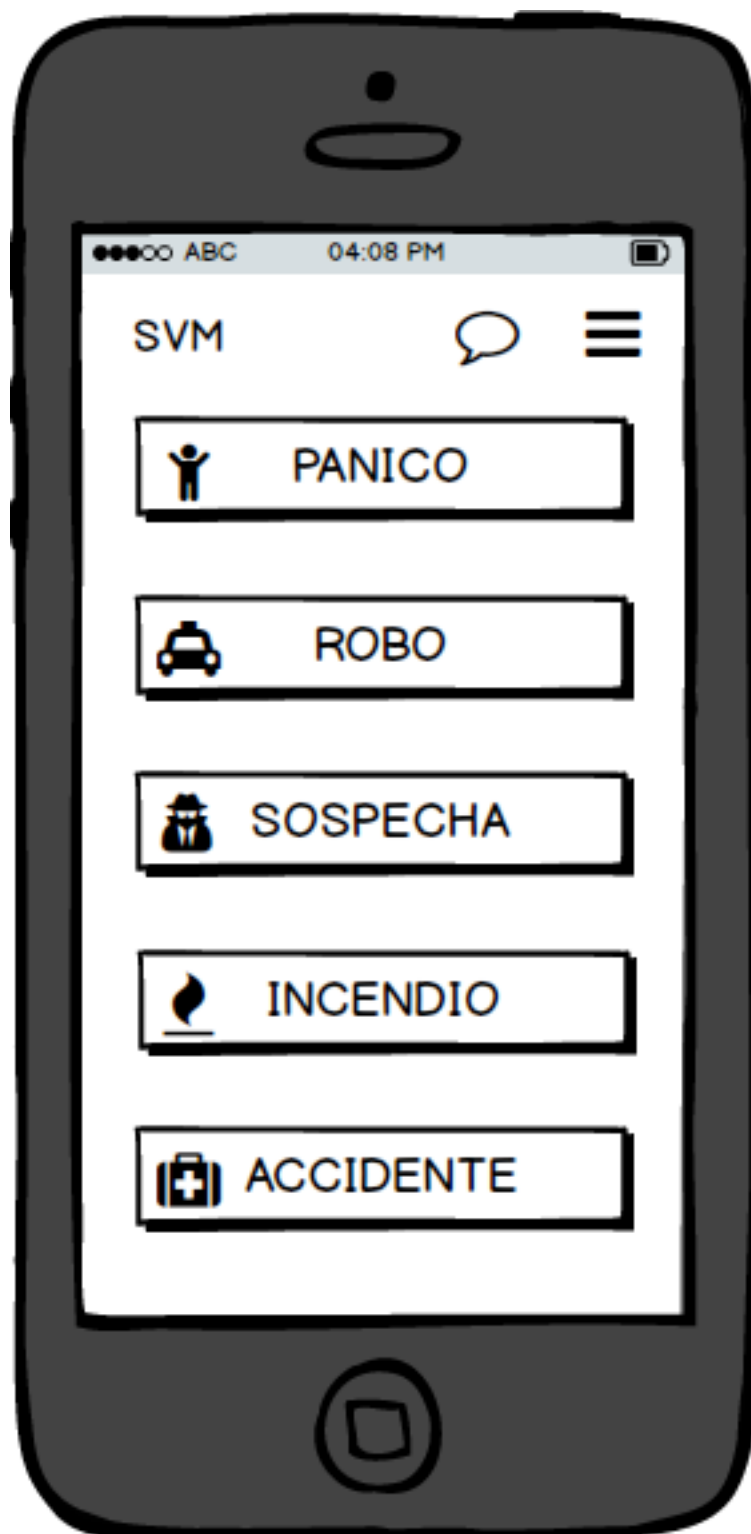 ABC 04:08 PM
SVM
PANICO
ROBO
SOSPECHA
INCENDIO
ACCIDENTE